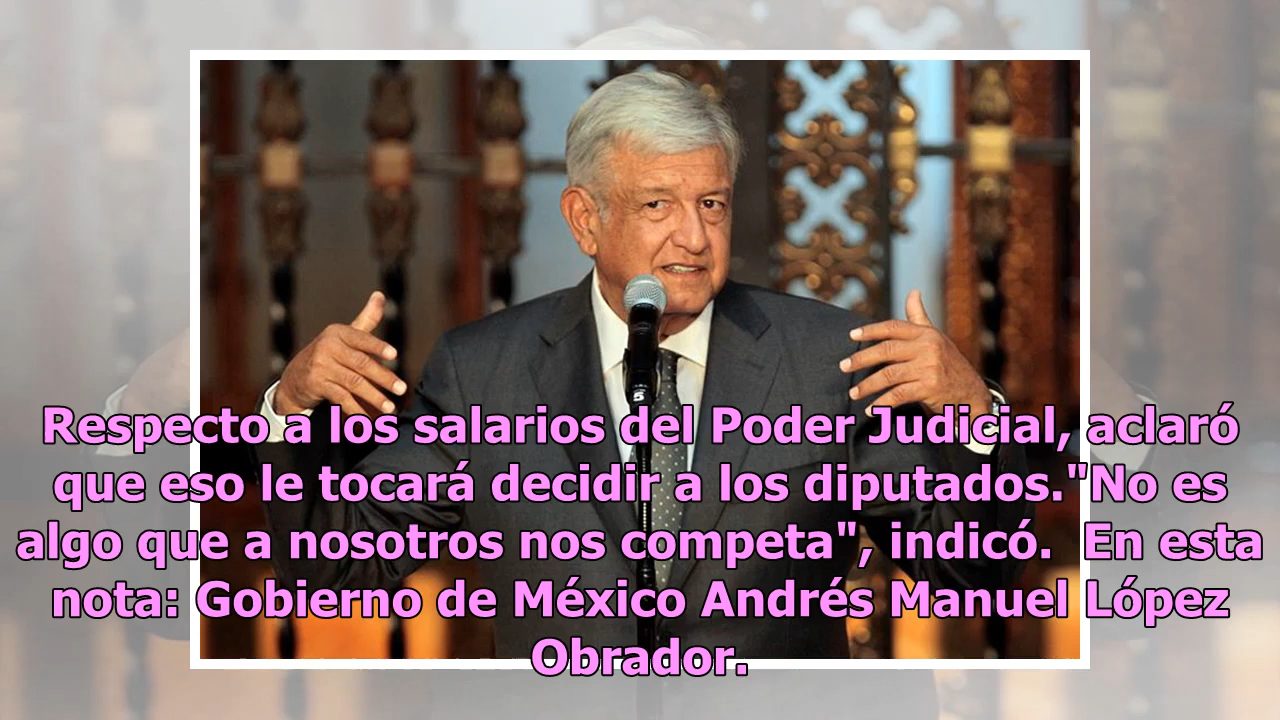 Respecto a los salarios del Poder Judicial, aclaró
que eso le tocará decidir a los diputados."No es
algo que a nosotros nos competa", indicó.  En esta
nota: Gobierno de México Andrés Manuel López
Obrador.
5